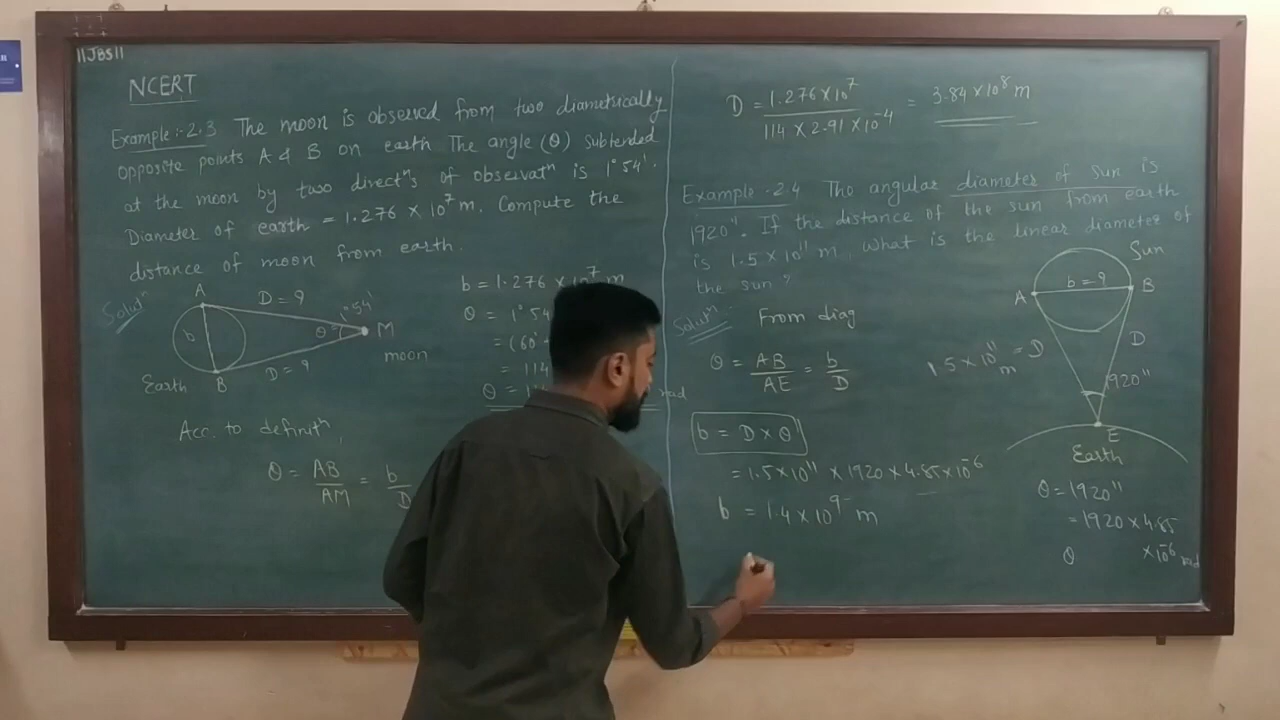 ||JBS||
NCERT
Example:-2.3 The moon is observed from two diametrically
opposite points A & B on earth The angle (θ) subtended
at the moon by two directⁿs of observatⁿ is 1°54'.
Diameter of earth = 1.276 × 10⁷ m. Compute the
distance of moon from earth.
Solutⁿ
A
D = ?
1°54'
b
θ =
M
moon
D = ?
Earth
B
b = 1.276 × 10⁷ m
θ = 1°54
= (60
= 114
θ =
rad
Acc. to definitⁿ,
θ = AB/AM = b/D
D = 1.276 × 10⁷ / 114 × 2.91 × 10⁻⁴ = 3.84 × 10⁸ m
Example-2.4 The angular diameter of sun is
1920". If the distance of the sun from earth
is 1.5 × 10¹¹ m, what is the linear diameter of
the sun?
Solutⁿ:- From diag
θ = AB/AE = b/D
b = D × θ
= 1.5×10¹¹ × 1920 × 4.85×10⁻⁶
b = 1.4 × 10⁹ m
Sun
A
b = ?
B
1.5 × 10¹¹ m = D
D
1920"
E
Earth
θ = 1920"
= 1920 × 4.85
θ × 10⁻⁶ rad